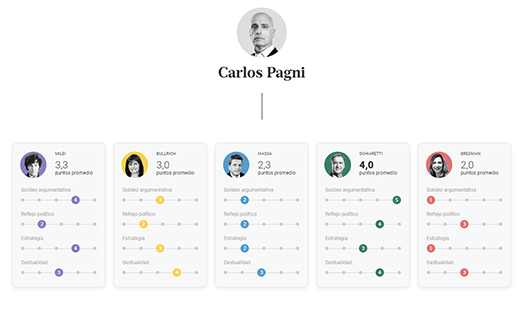 Carlos Pagni
MILEI
3,3
puntos promedio
Solidez argumentativa
4
Reflejo político
2
Estrategia
4
Gestualidad
3
BULLRICH
3,0
puntos promedio
Solidez argumentativa
3
Reflejo político
2
Estrategia
3
Gestualidad
4
MASSA
2,3
puntos promedio
Solidez argumentativa
2
Reflejo político
2
Estrategia
2
Gestualidad
3
SCHIARETTI
4,0
puntos promedio
Solidez argumentativa
5
Reflejo político
4
Estrategia
3
Gestualidad
4
BREGMAN
2,0
puntos promedio
Solidez argumentativa
1
Reflejo político
3
Estrategia
1
Gestualidad
3